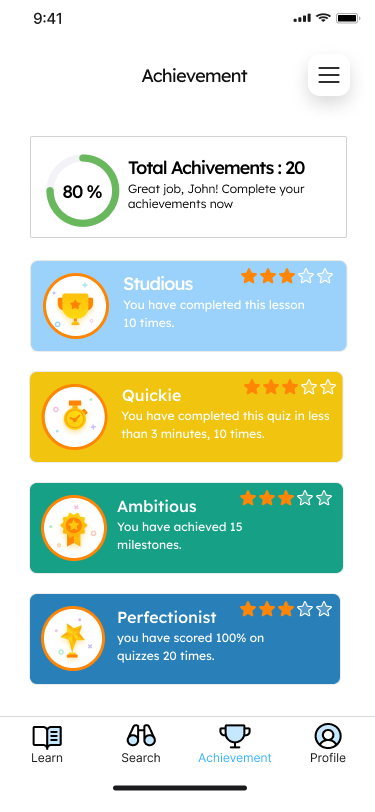 9:41
Achievement
80 %
Total Achivements : 20
Great job, John! Complete your
achievements now
Studious
You have completed this lesson
10 times.
Quickie
You have completed this quiz in less
than 3 minutes, 10 times.
Ambitious
You have achieved 15
milestones.
Perfectionist
you have scored 100% on
quizzes 20 times.
Learn
Search
Achievement
Profile